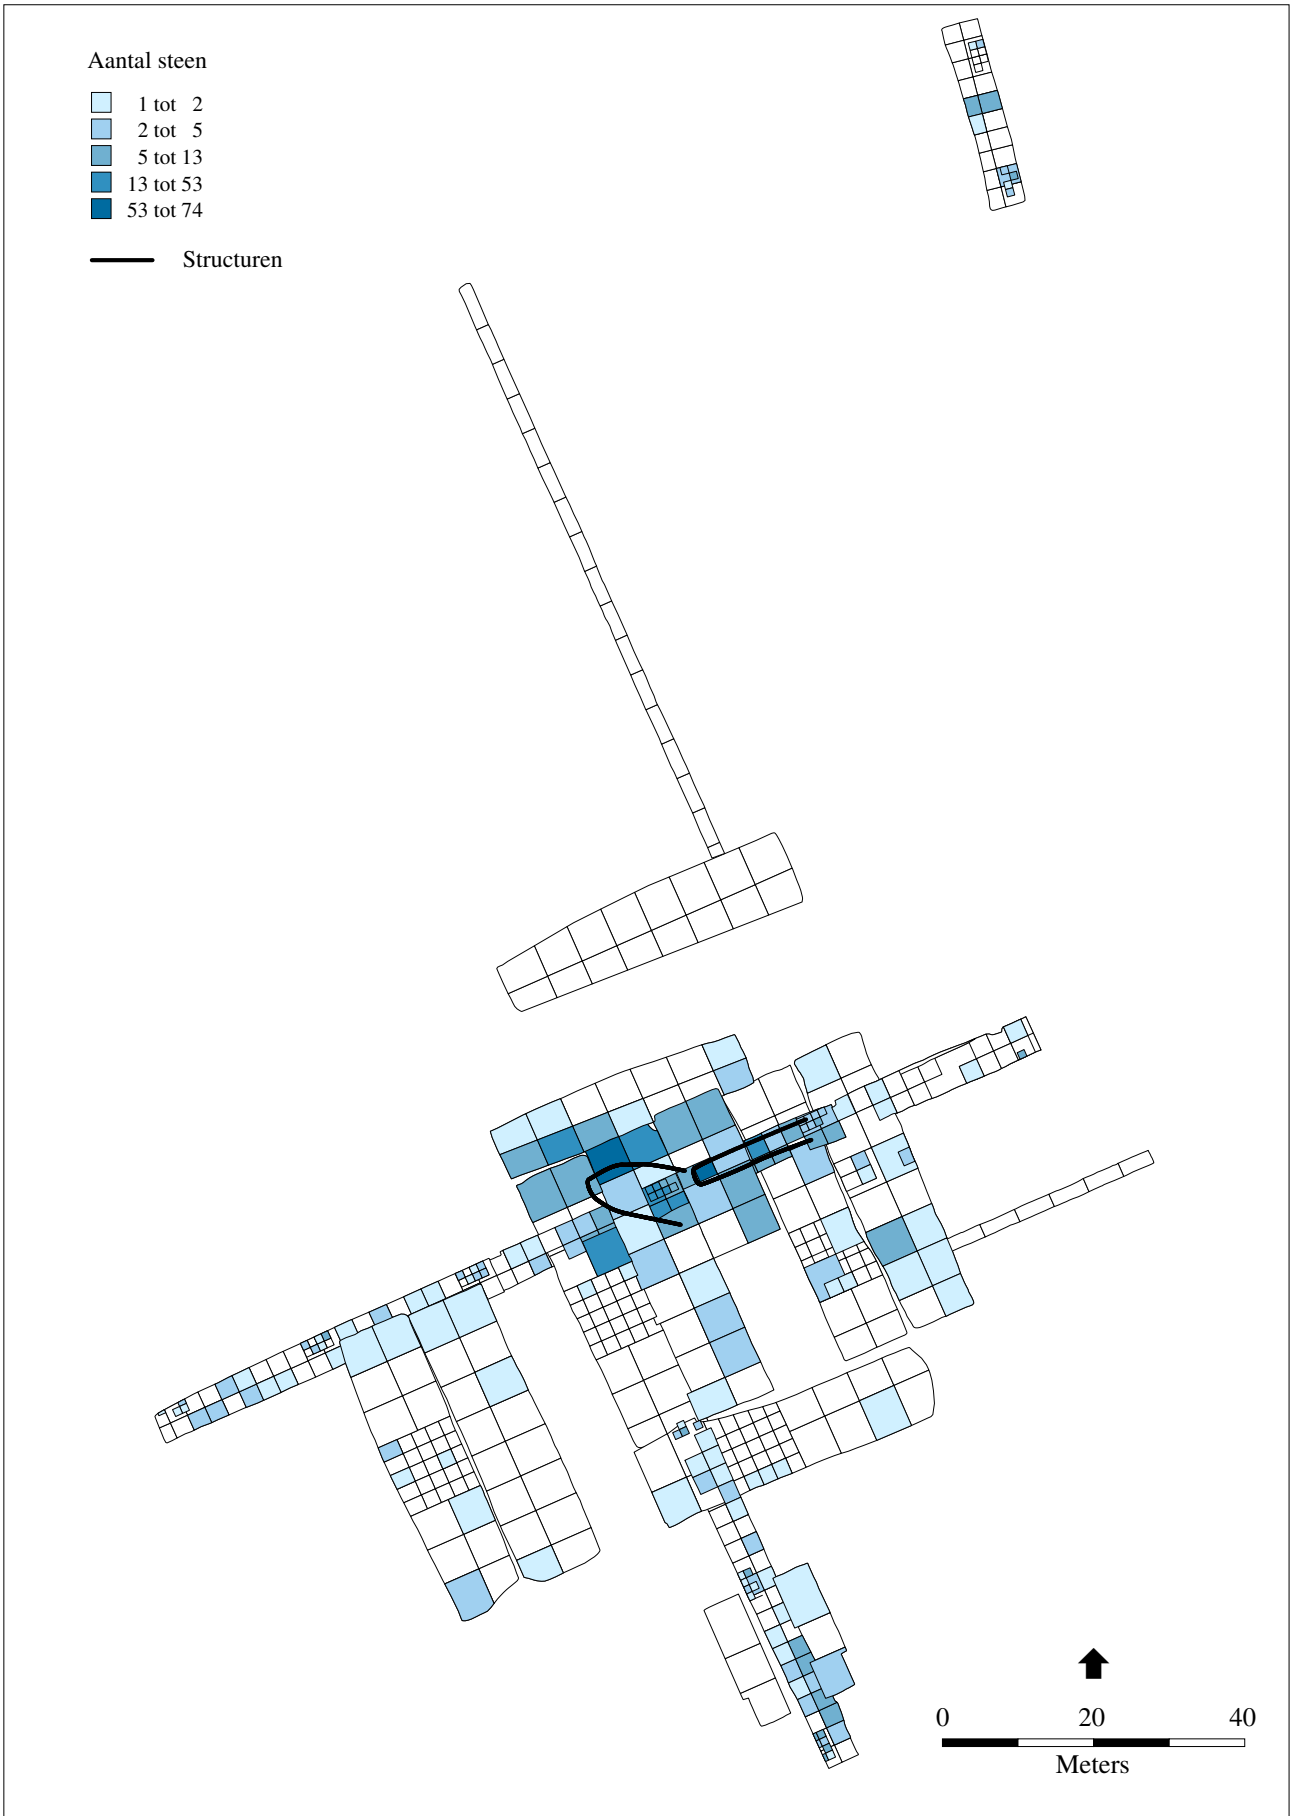 Aantal steen
1 tot 2
2 tot 5
5 tot 13
13 tot 53
53 tot 74
Structuren
0 20 40
Meters